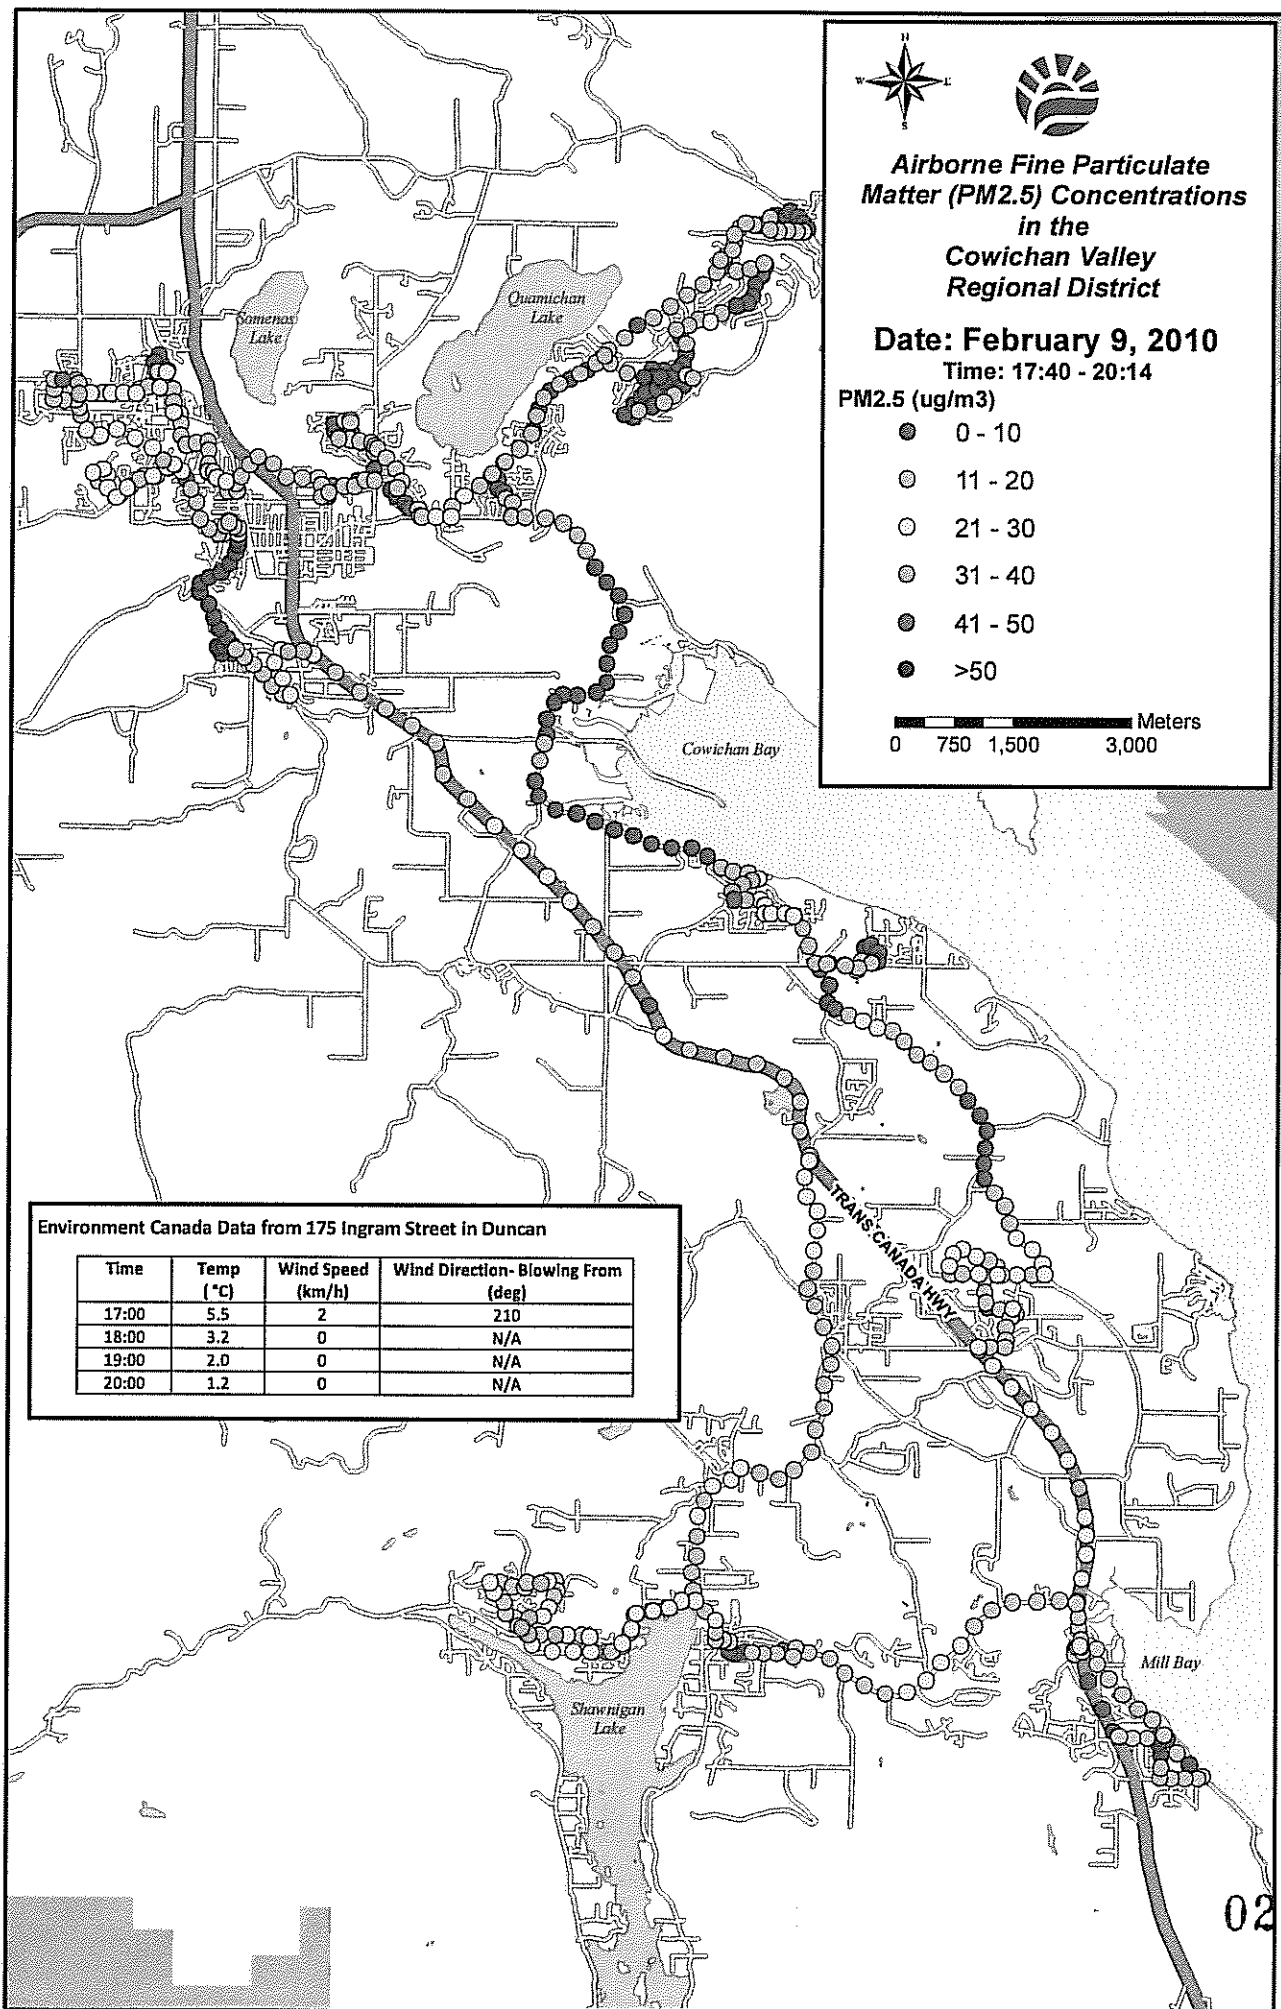 N
W
E
S
Airborne Fine Particulate
Matter (PM2.5) Concentrations
in the
Cowichan Valley
Regional District
Date: February 9, 2010
Time: 17:40 - 20:14
PM2.5 (ug/m3)
0 - 10
11 - 20
21 - 30
31 - 40
41 - 50
>50
Meters
0 750 1,500 3,000
Quamichan
Lake
Somenos
Lake
Cowichan Bay
TRANS.CANADA HWY
Environment Canada Data from 175 Ingram Street in Duncan
Time Temp Wind Speed Wind Direction- Blowing From
(°C) (km/h) (deg)
17:00 5.5 2 210
18:00 3.2 0 N/A
19:00 2.0 0 N/A
20:00 1.2 0 N/A
Mill Bay
Shawnigan
Lake
02